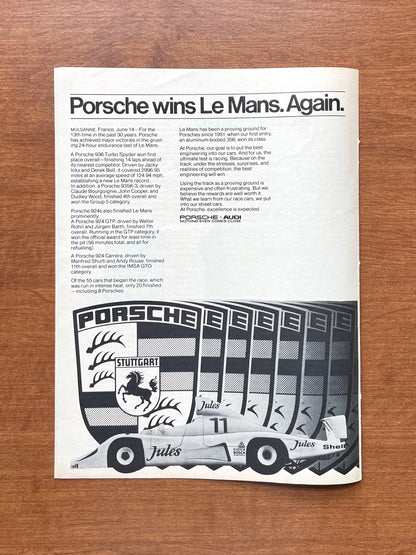 Porsche wins Le Mans. Again.
MULSANNE, France, June 14—For the
13th time in the past 30 years, Porsche
has achieved major victories in the gruel-
ing 24-hour endurance test of Le Mans.
A Porsche 936 Turbo Spyder won first
place overall—finishing 14 laps ahead of
its nearest competitor. Driven by Jacky
Ickx and Derek Bell, it covered 2996.95
miles at an average speed of 124.94 mph,
establishing a new Le Mans record.
In addition, a Porsche 935K-3, driven by
Claude Bourgoignie, John Cooper, and
Dudley Wood, finished 4th overall and
won the Group 5 category.
Porsche 924s also finished Le Mans
prominently.
A Porsche 924 GTP, driven by Walter
Röhrl and Jürgen Barth, finished 7th
overall. Running in the GTP category, it
won the official award for least time in
the pit (56 minutes total, and all for
refueling).
A Porsche 924 Carrera, driven by
Manfred Shurti and Andy Rouse, finished
11th overall and won the IMSA GTO
category.
Of the 55 cars that began the race, which
was run in intense heat, only 20 finished
—including 8 Porsches.
Le Mans has been a proving ground for
Porsches since 1951, when our first entry,
an aluminum-bodied 356, won its class.
At Porsche, our goal is to put the best
engineering into our cars. And for us, the
ultimate test is racing. Because on the
track, under the stresses, surprises, and
realities of competition, the best
engineering will win.
Using the track as a proving ground is
expensive and often frustrating. But we
believe the rewards are well worth it.
What we learn from our race cars, we put
into our street cars.
At Porsche, excellence is expected.
PORSCHE+AUDI
NOTHING EVEN COMES CLOSE
PORSCHE
STUTTGART
Jules
11
Jules
Jules
Shell
BOSCH